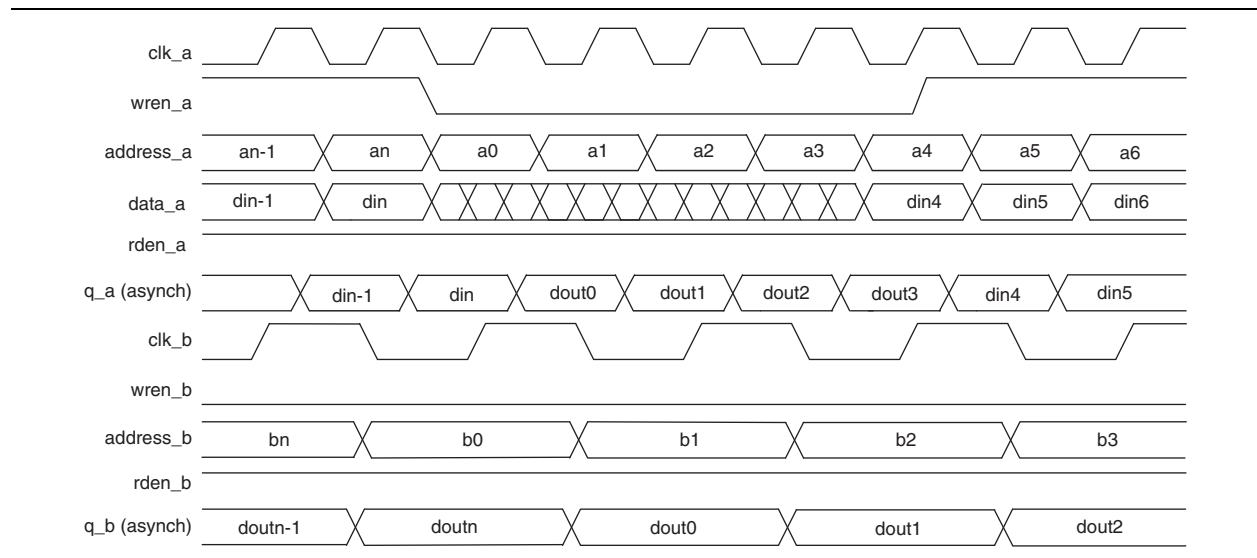 clk_a
wren_a
address_a an-1 an a0 a1 a2 a3 a4 a5 a6
data_a din-1 din din4 din5 din6
rden_a
q_a (asynch) din-1 din dout0 dout1 dout2 dout3 din4 din5
clk_b
wren_b
address_b bn b0 b1 b2 b3
rden_b
q_b (asynch) doutn-1 doutn dout0 dout1 dout2